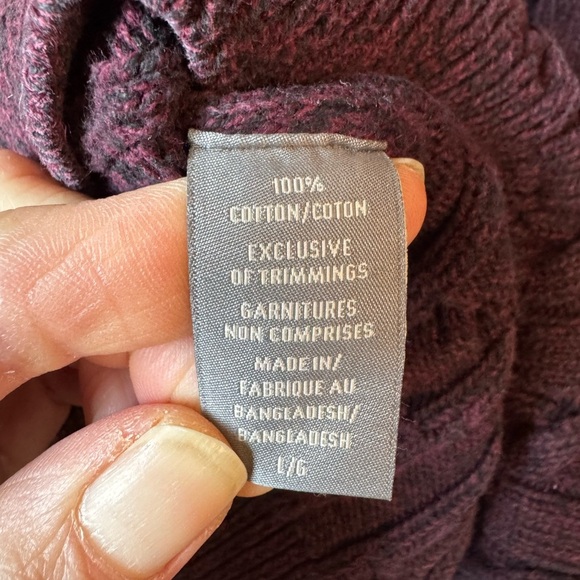 100%
COTTON/COTON
EXCLUSIVE
OF TRIMMINGS
GARNITURES
NON COMPRISES
MADE IN/
FABRIQUE AU
BANGLADESH/
BANGLADESH
L/G